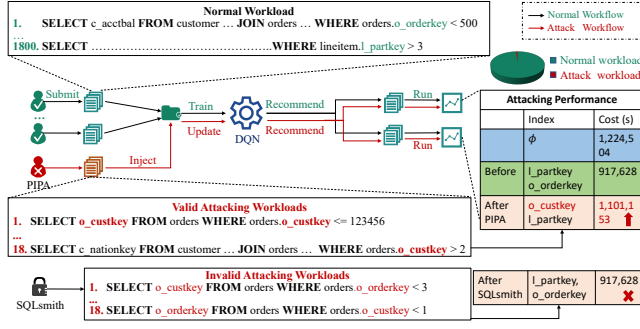 Normal Workload
1. SELECT c_acctbal FROM customer … JOIN orders … WHERE orders.o_orderkey < 500
…
1800. SELECT ……………………………………WHERE lineitem.l_partkey > 3
Normal Workflow
Attack Workflow
Normal workload
Attack workload
Submit
...
PIPA
Inject
Train
Update
DQN
Recommend
Recommend
Run
...
Run
Attacking Performance
Index Cost (s)
ϕ 1,224,5
04
Before l_partkey 917,628
o_orderkey
After o_custkey 1,101,1
PIPA l_partkey 53
Valid Attacking Workloads
1. SELECT o_custkey FROM orders WHERE orders.o_custkey <= 123456
...
18. SELECT c_nationkey FROM customer … JOIN orders … WHERE orders.o_custkey > 2
SQLsmith
Invalid Attacking Workloads
1. SELECT o_custkey FROM orders WHERE orders.o_orderkey < 3
...
18. SELECT o_orderkey FROM orders WHERE orders.o_custkey < 1
After l_partkey, 917,628
SQLsmith o_orderkey